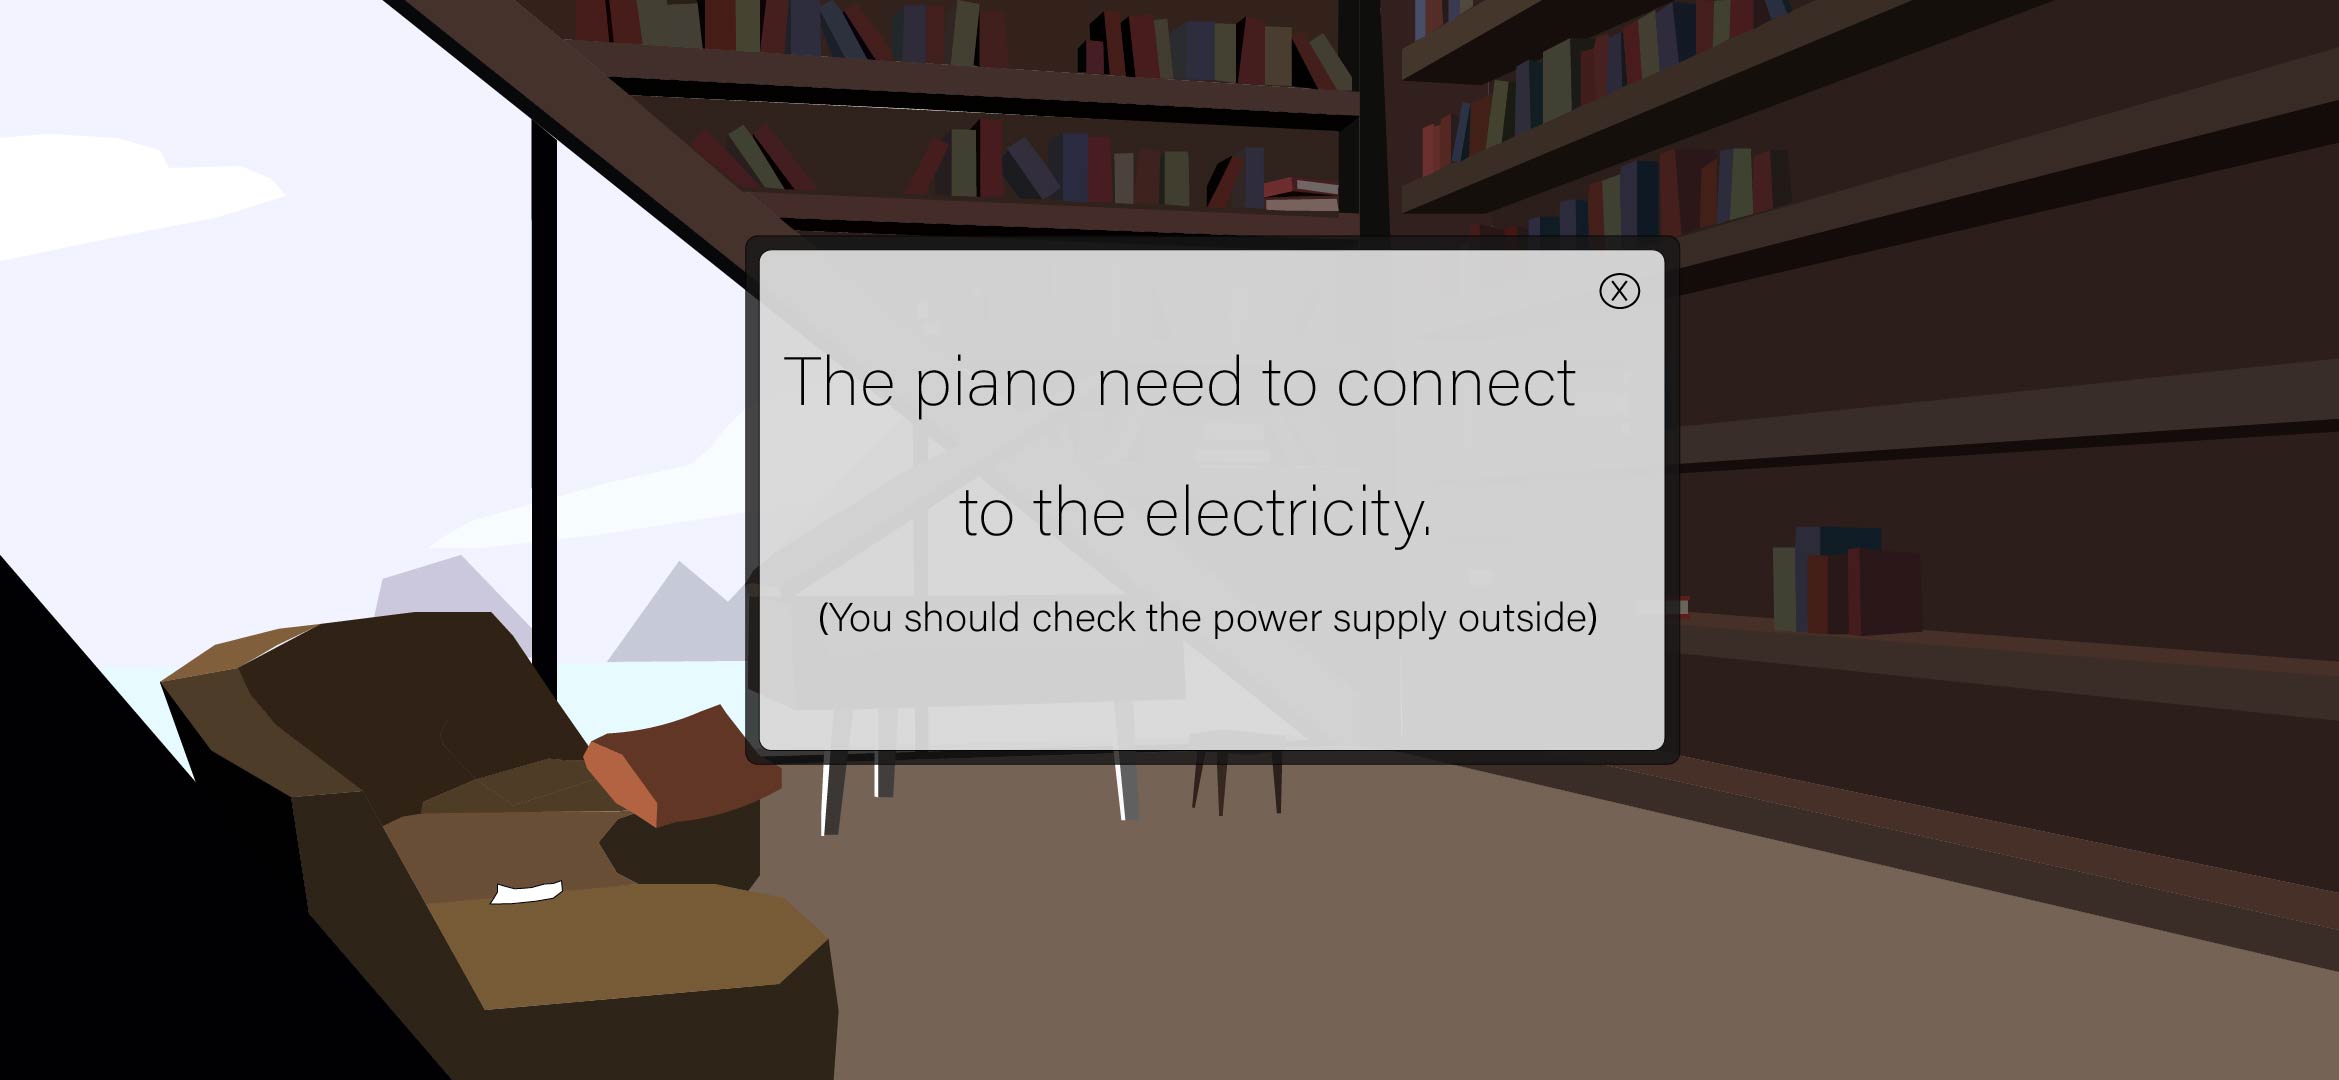 X
The piano need to connect
to the electricity.
(You should check the power supply outside)